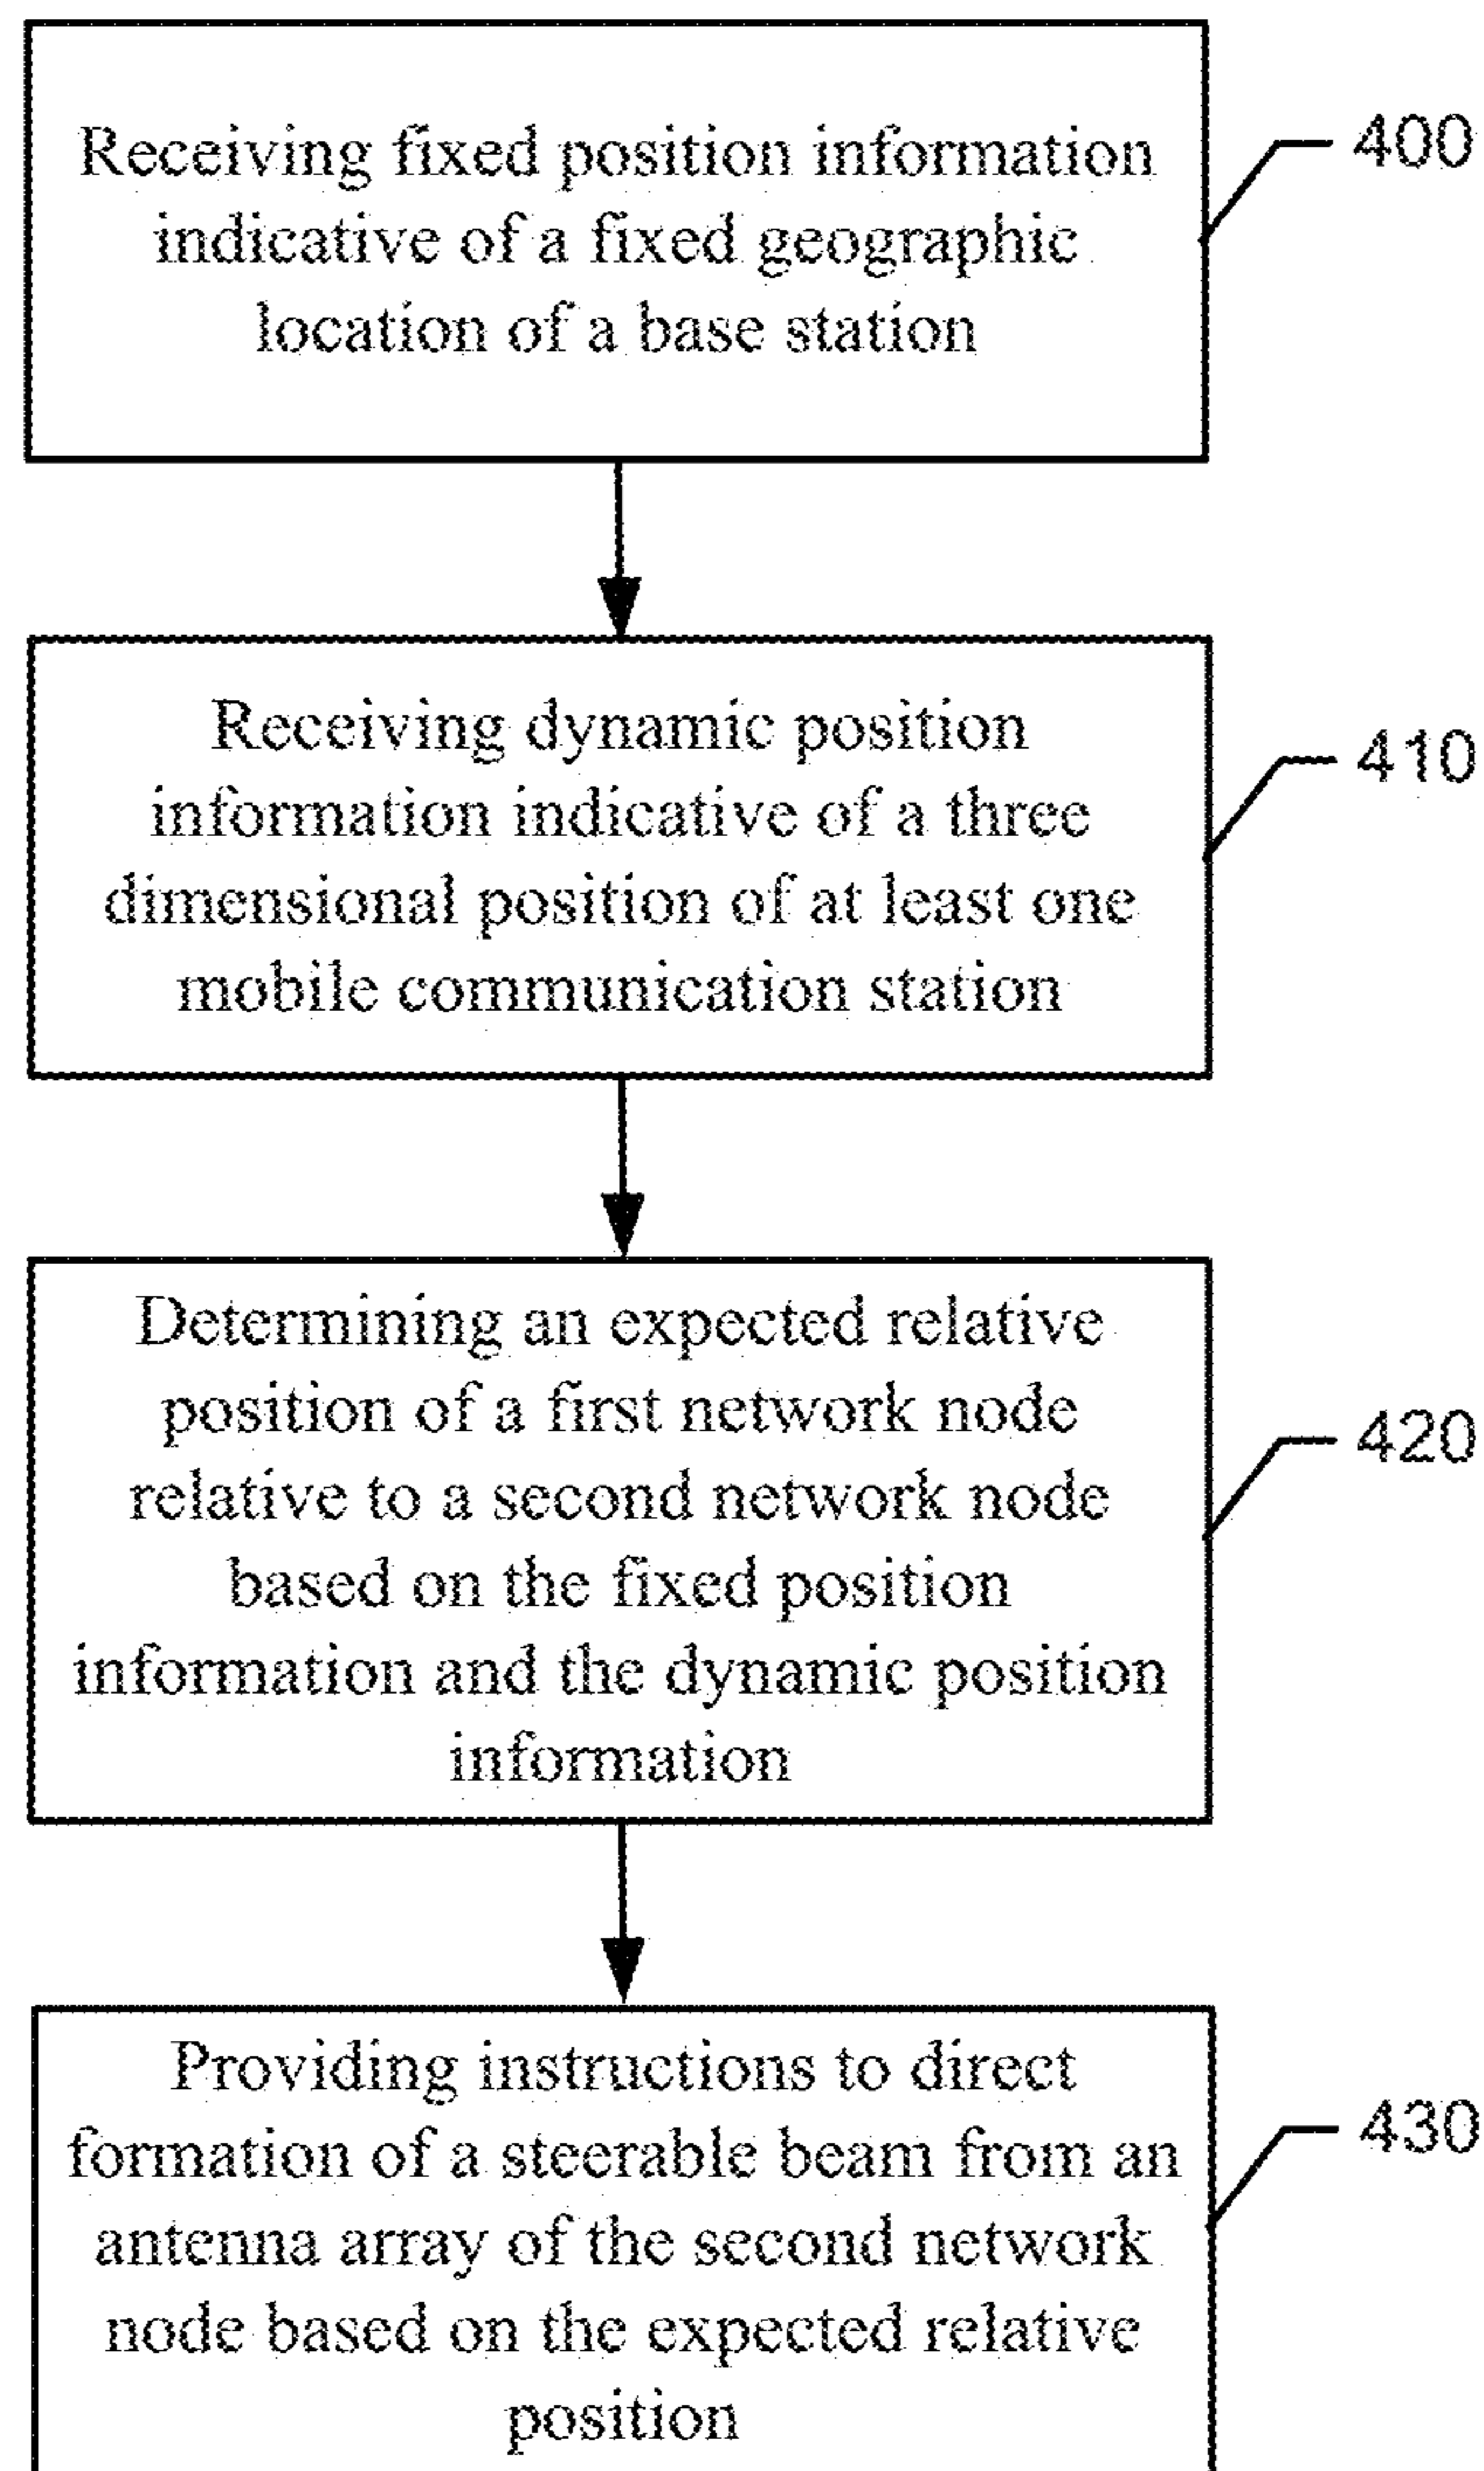 Receiving fixed position information
indicative of a fixed geographic
location of a base station
400
Receiving dynamic position
information indicative of a three
dimensional position of at least one
mobile communication station
410
Determining an expected relative
position of a first network node
relative to a second network node
based on the fixed position
information and the dynamic position
information
420
Providing instructions to direct
formation of a steerable beam from an
antenna array of the second network
node based on the expected relative
position
430